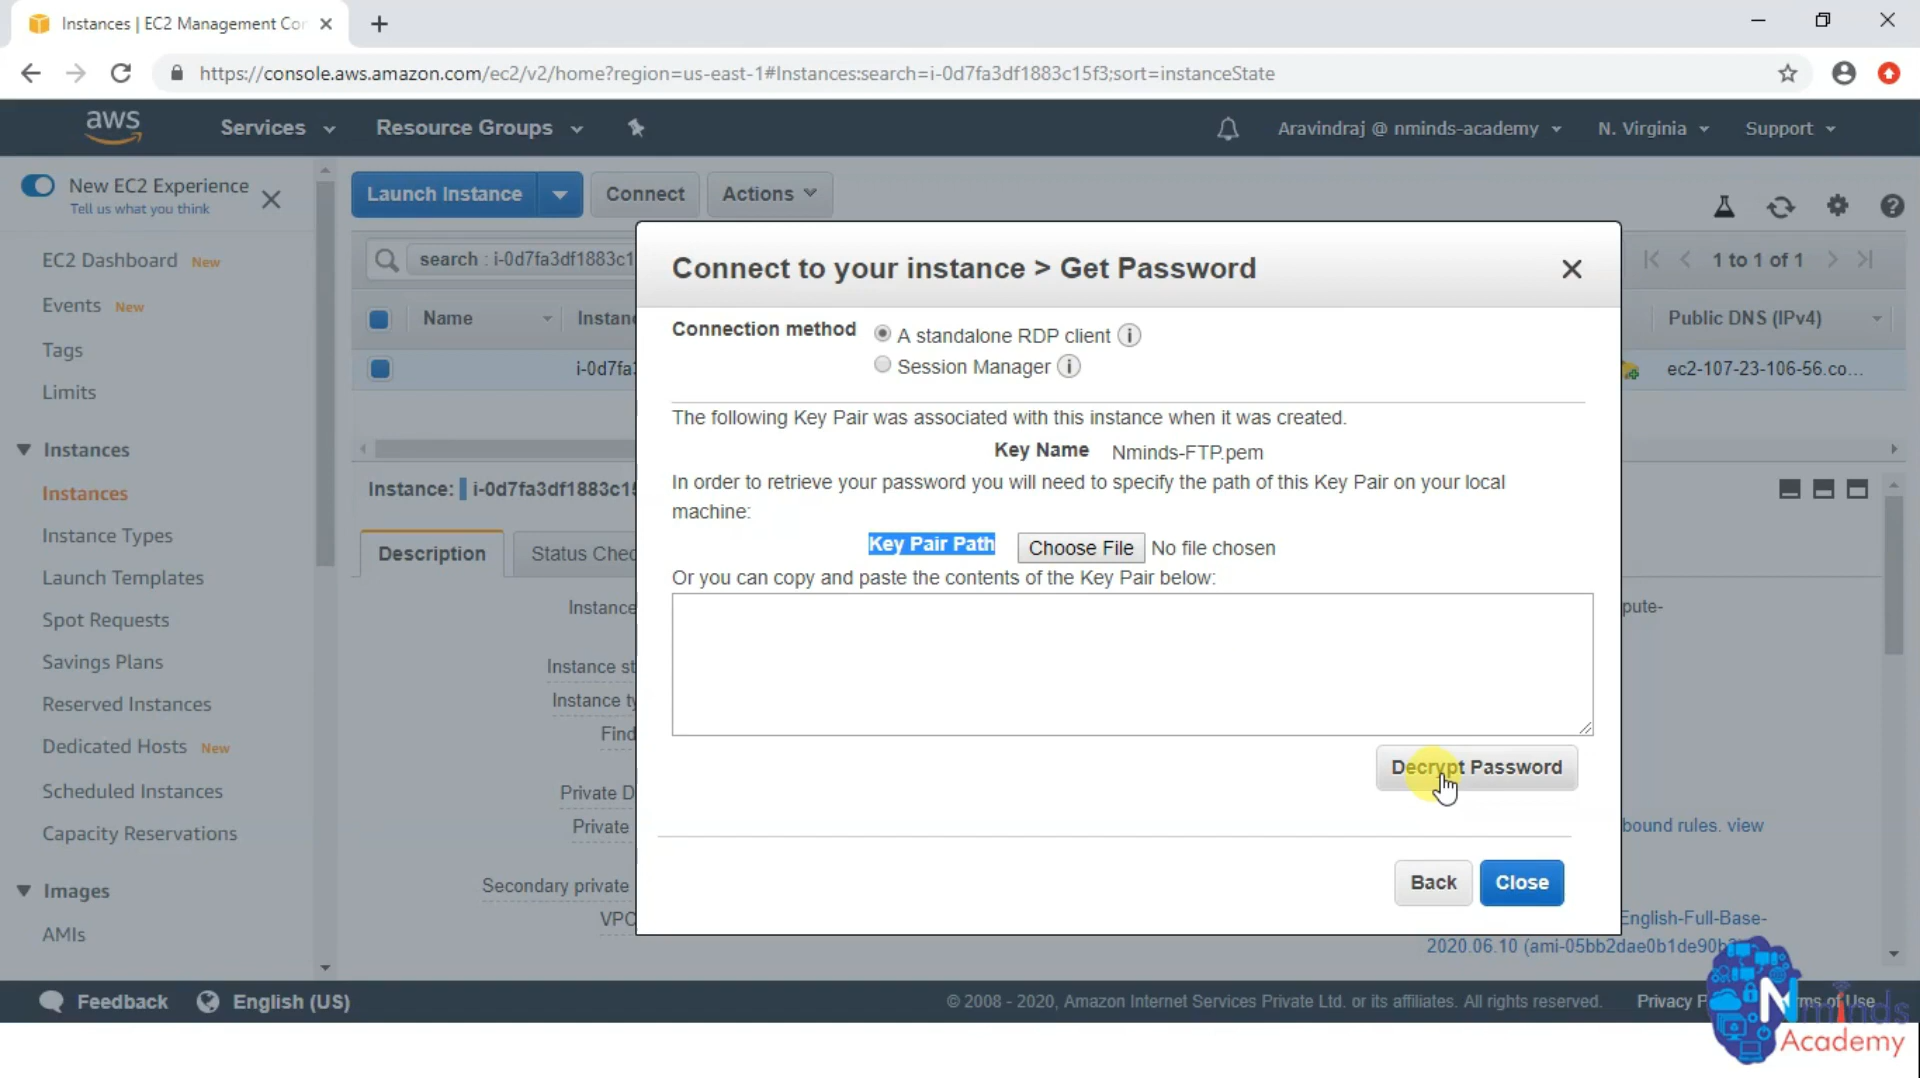 Instances | EC2 Management Con
https://console.aws.amazon.com/ec2/v2/home?region=us-east-1#Instances:search=i-0d7fa3df1883c15f3;sort=instanceState
aws
Services
Resource Groups
Aravindraj @ nminds-academy
N. Virginia
Support
New EC2 Experience
Tell us what you think
Launch Instance
Connect
Actions
EC2 Dashboard New
Events New
Tags
Limits
Instances
Instances
Instance Types
Launch Templates
Spot Requests
Savings Plans
Reserved Instances
Dedicated Hosts New
Scheduled Instances
Capacity Reservations
Images
AMIs
search : i-0d7fa3df1883c1
1 to 1 of 1
Name
Instan
Public DNS (IPv4)
i-0d7fa
ec2-107-23-106-56.co...
Instance: i-0d7fa3df1883c1
Description
Status Chec
Instance
Instance st
Instance ty
Find
Private D
Private
Secondary private
VPC
pute-
bound rules. view
English-Full-Base-
2020.06.10 (ami-05bb2dae0b1de90b
Connect to your instance > Get Password
Connection method
A standalone RDP client
Session Manager
The following Key Pair was associated with this instance when it was created.
Key Name Nminds-FTP.pem
In order to retrieve your password you will need to specify the path of this Key Pair on your local
machine:
Key Pair Path Choose File No file chosen
Or you can copy and paste the contents of the Key Pair below:
Decrypt Password
Back
Close
Feedback
English (US)
© 2008 - 2020, Amazon Internet Services Private Ltd. or its affiliates. All rights reserved.
Privacy P
ms of Use
Nminds
Academy